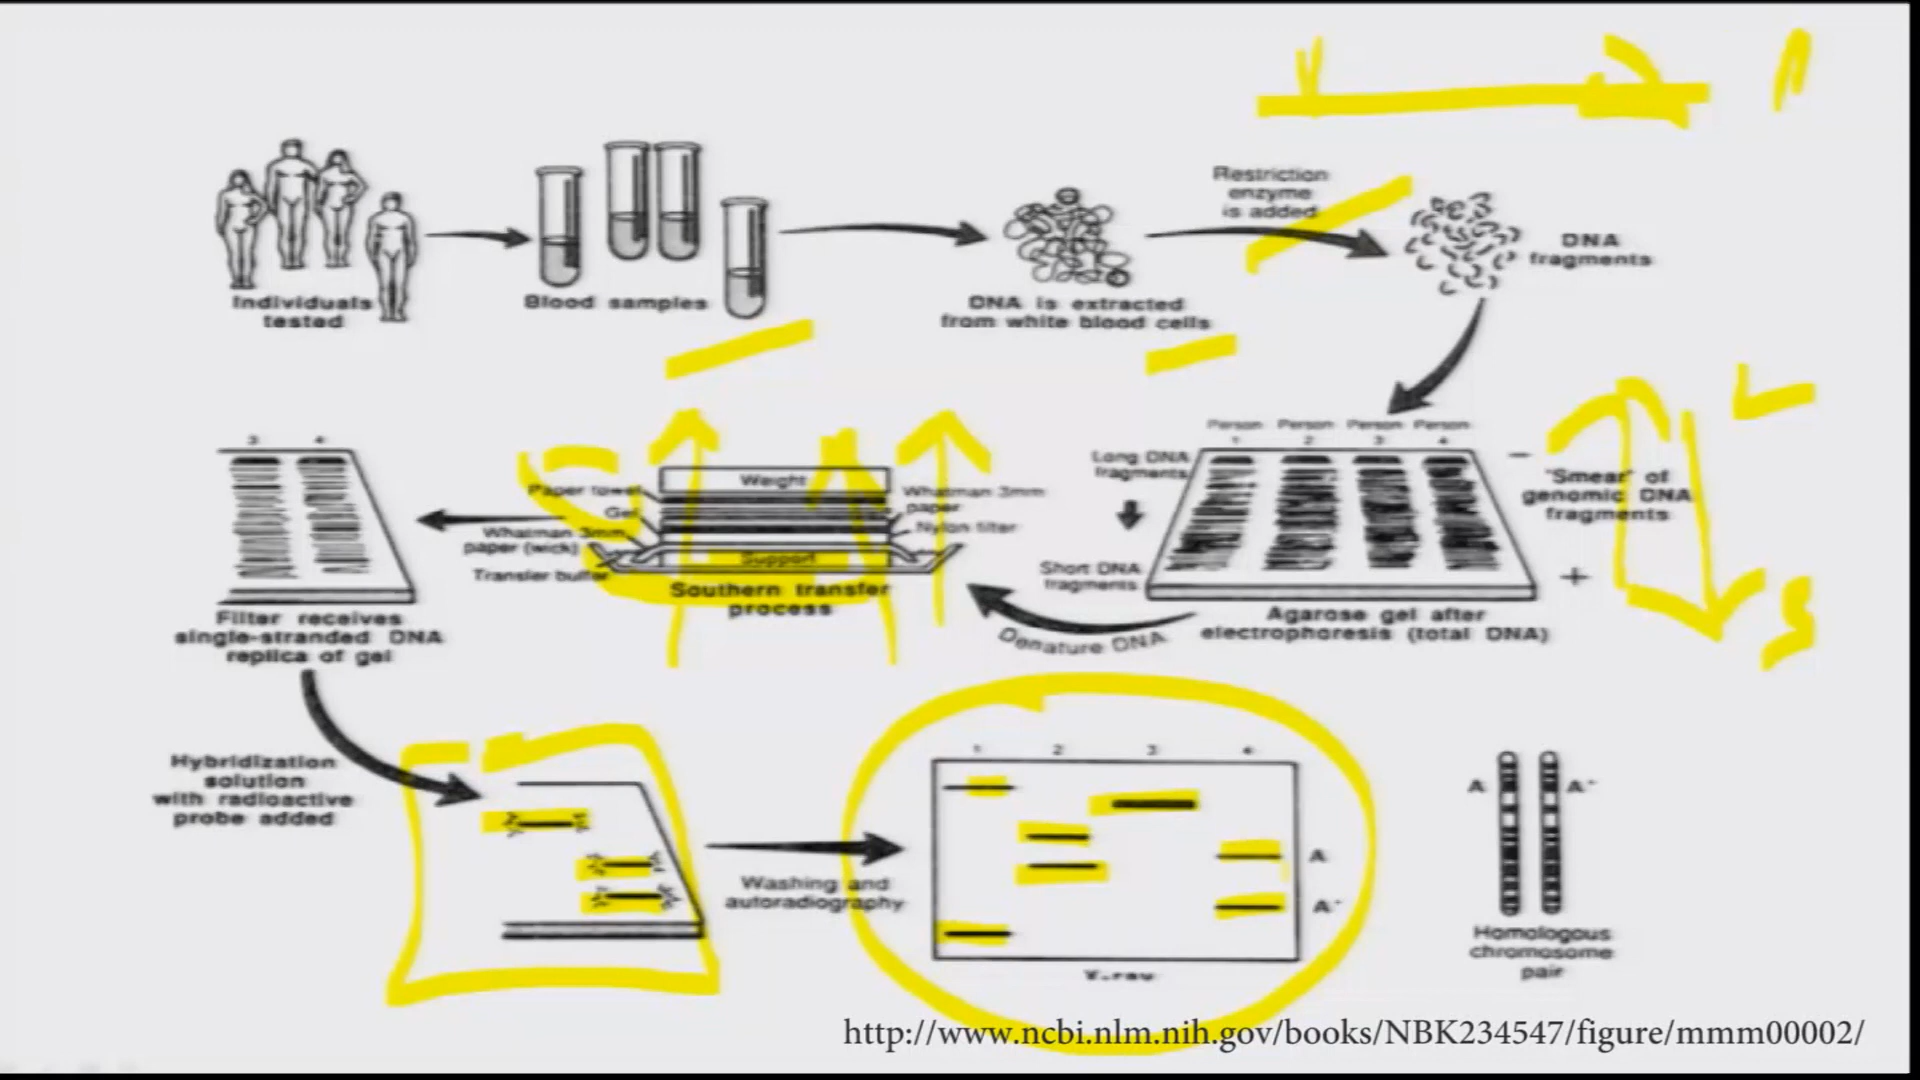 Restriction
enzyme
is added
DNA
fragments
Individuals
tested
Blood samples
DNA is extracted
from white blood cells
Person Person Person Person
1 2 3 4
Long DNA
fragments
Short DNA
fragments
"Smear" of
genomic DNA
fragments
-
+
Agarose gel after
electrophoresis (total DNA)
Denature DNA
Weight
Paper towel
Gel
Whatman 3mm
paper (wick)
Transfer buffer
Whatman 3mm
paper
Nylon filter
Support
Southern transfer
process
3 4
Filter receives
single-stranded DNA
replica of gel
Hybridization
solution
with radioactive
probe added
Washing and
autoradiography
1 2 3 4
A
A'
X-ray
A A'
Homologous
chromosome
pair
http://www.ncbi.nlm.nih.gov/books/NBK234547/figure/mmm00002/